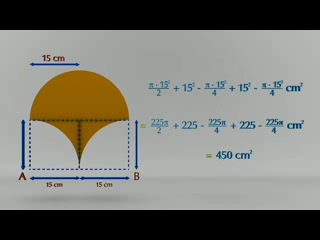 15 cm
π · 15²/2 + 15² - π · 15²/4 + 15² - π · 15²/4 cm²
= 225π/2 + 225 - 225π/4 + 225 - 225π/4 cm²
= 450 cm²
A B
15 cm 15 cm